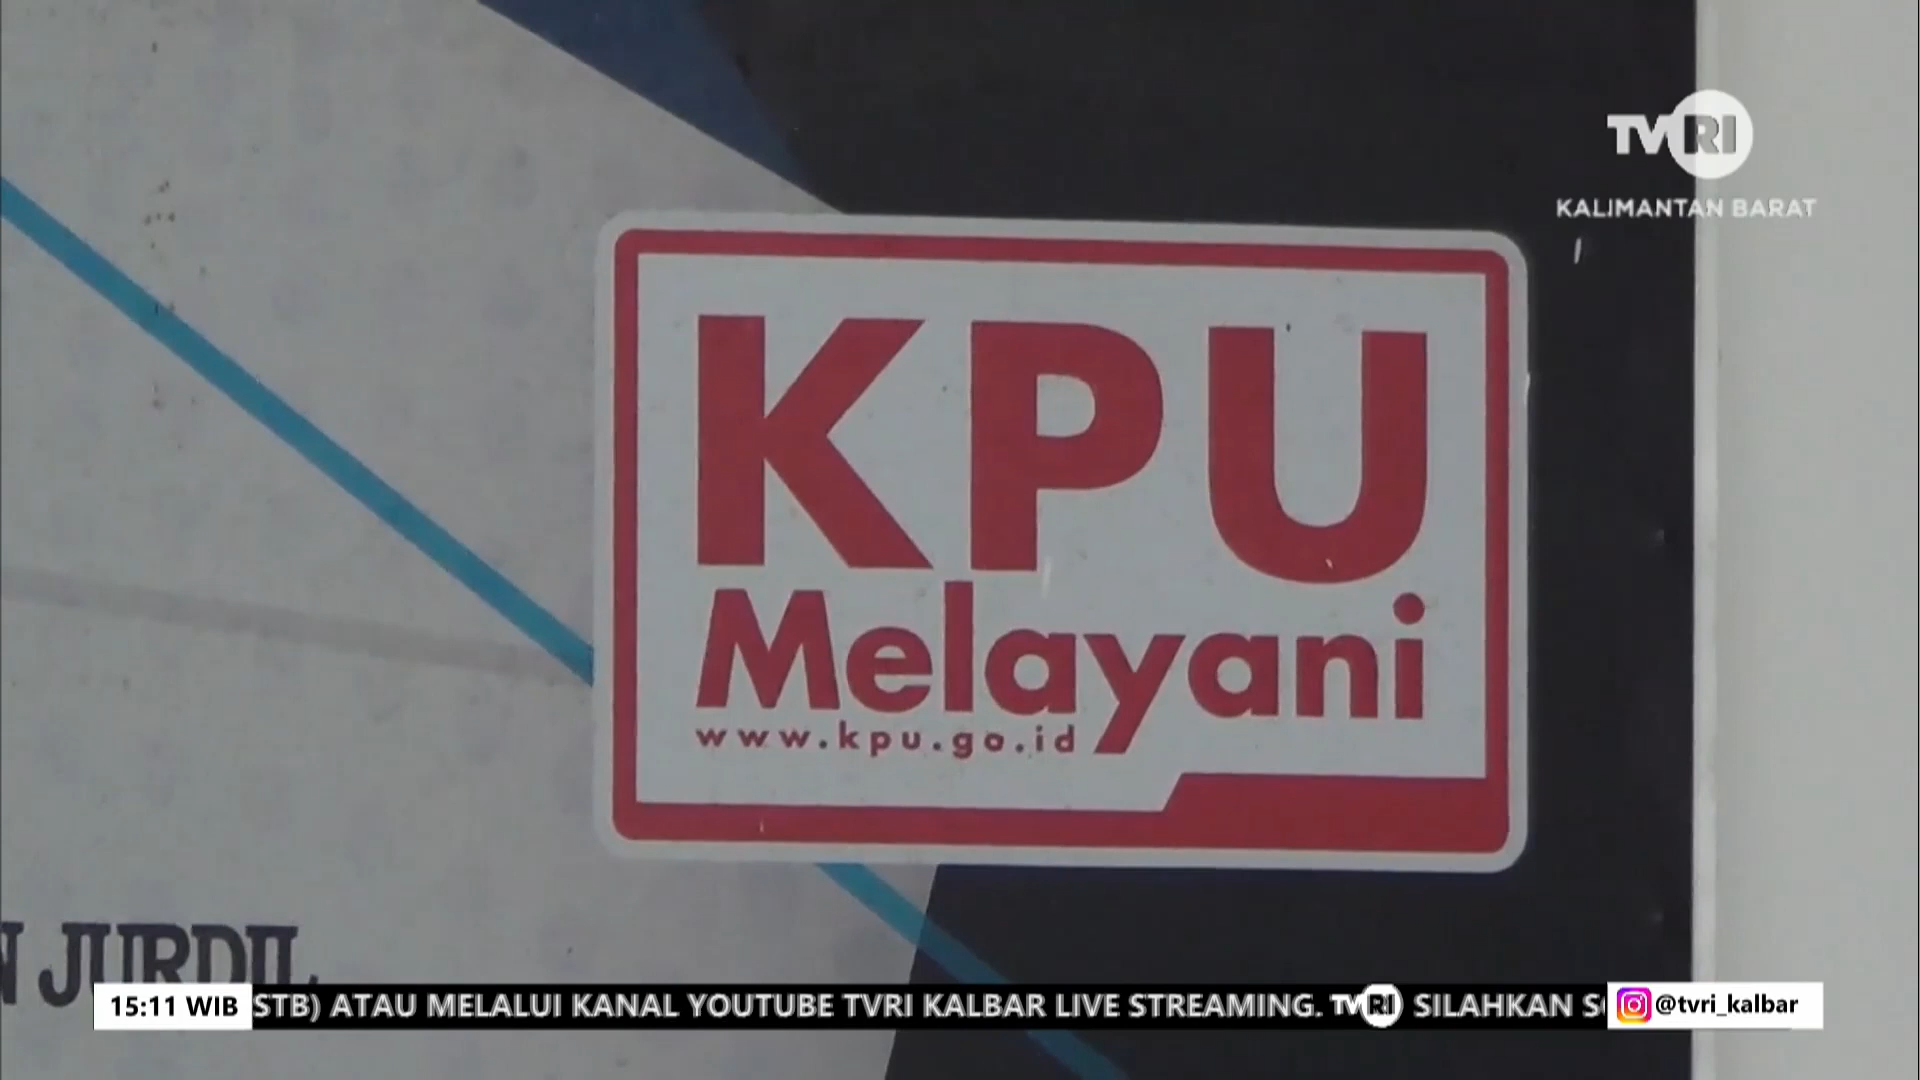 TVRI
KALIMANTAN BARAT
KPU
Melayani
www.kpu.go.id
JURDIL
15:11 WIB
STB) ATAU MELALUI KANAL YOUTUBE TVRI KALBAR LIVE STREAMING. TVRI SILAHKAN
@tvri_kalbar